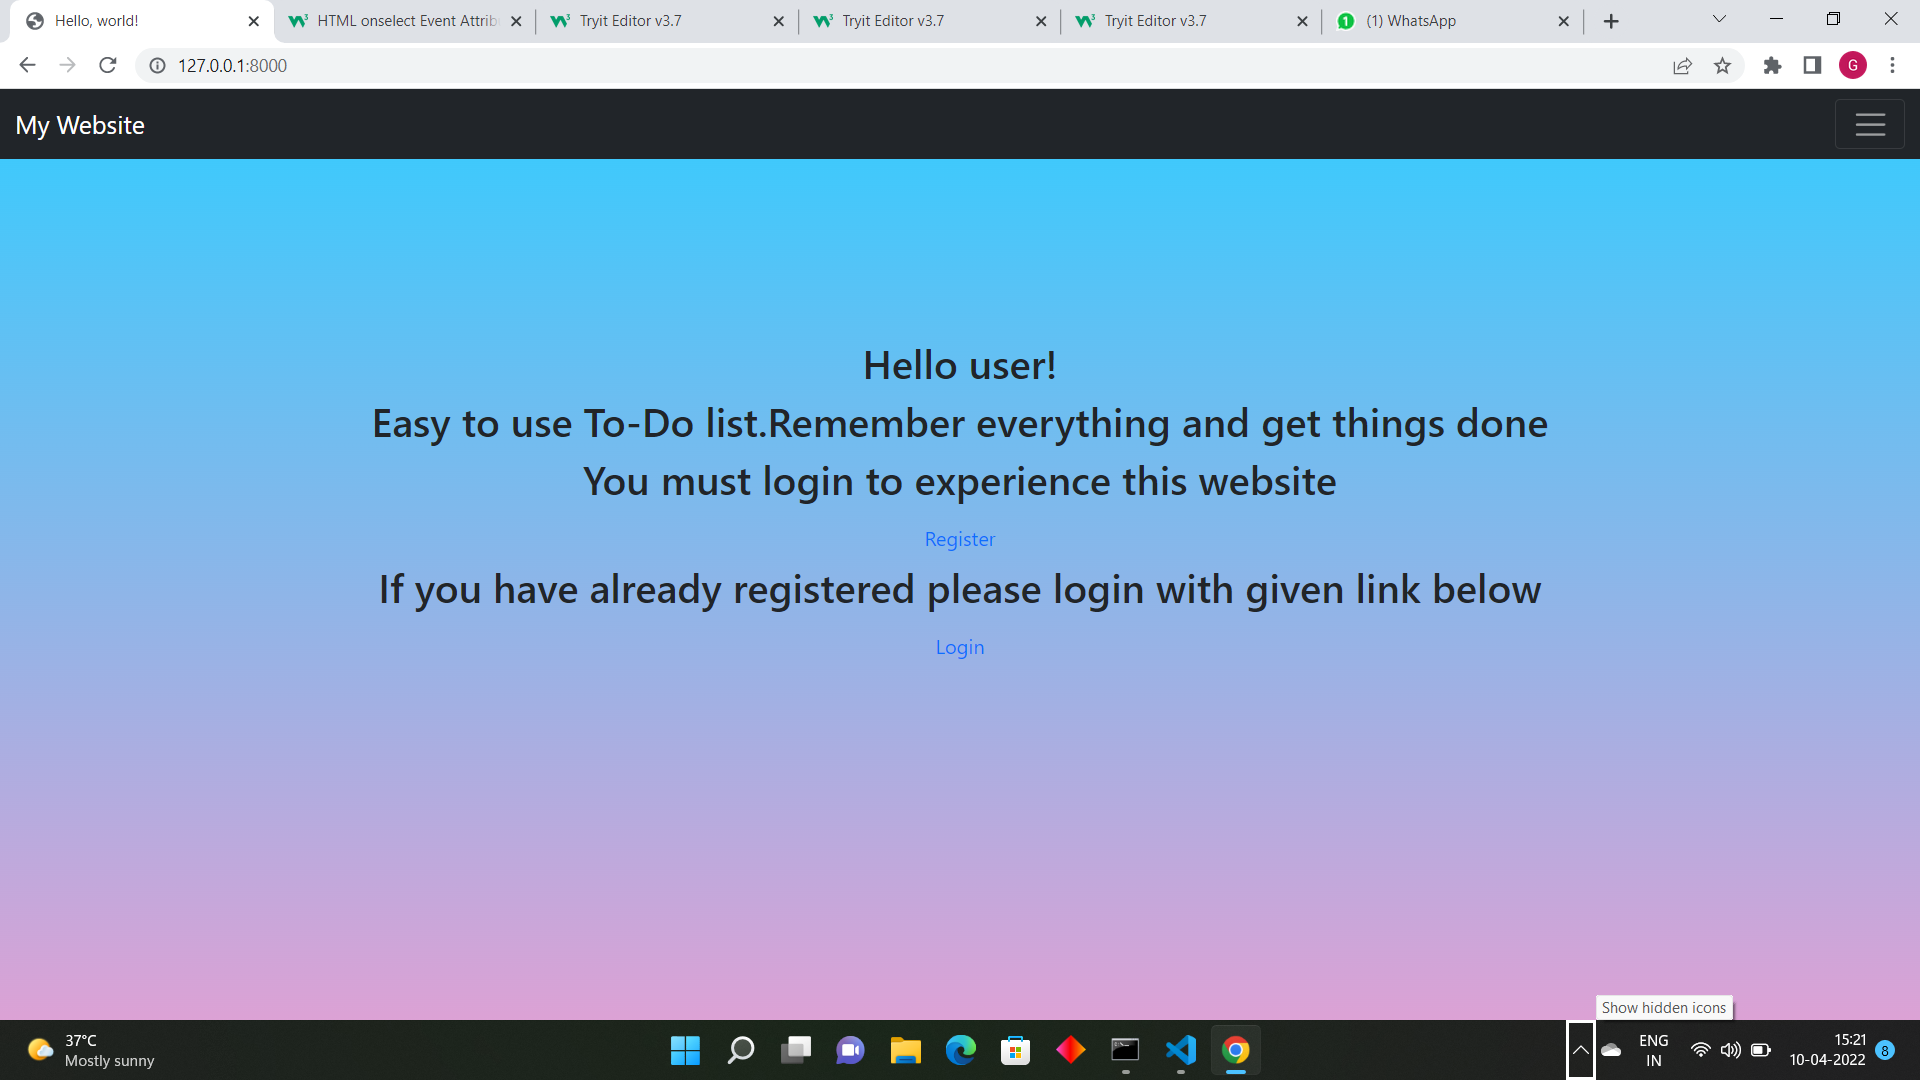 Hello, world!
HTML onselect Event Attrib
Tryit Editor v3.7
Tryit Editor v3.7
Tryit Editor v3.7
(1) WhatsApp
127.0.0.1:8000
G
My Website
Hello user!
Easy to use To-Do list.Remember everything and get things done
You must login to experience this website
Register
If you have already registered please login with given link below
Login
Show hidden icons
37°C
Mostly sunny
ENG
IN
15:21
10-04-2022
8